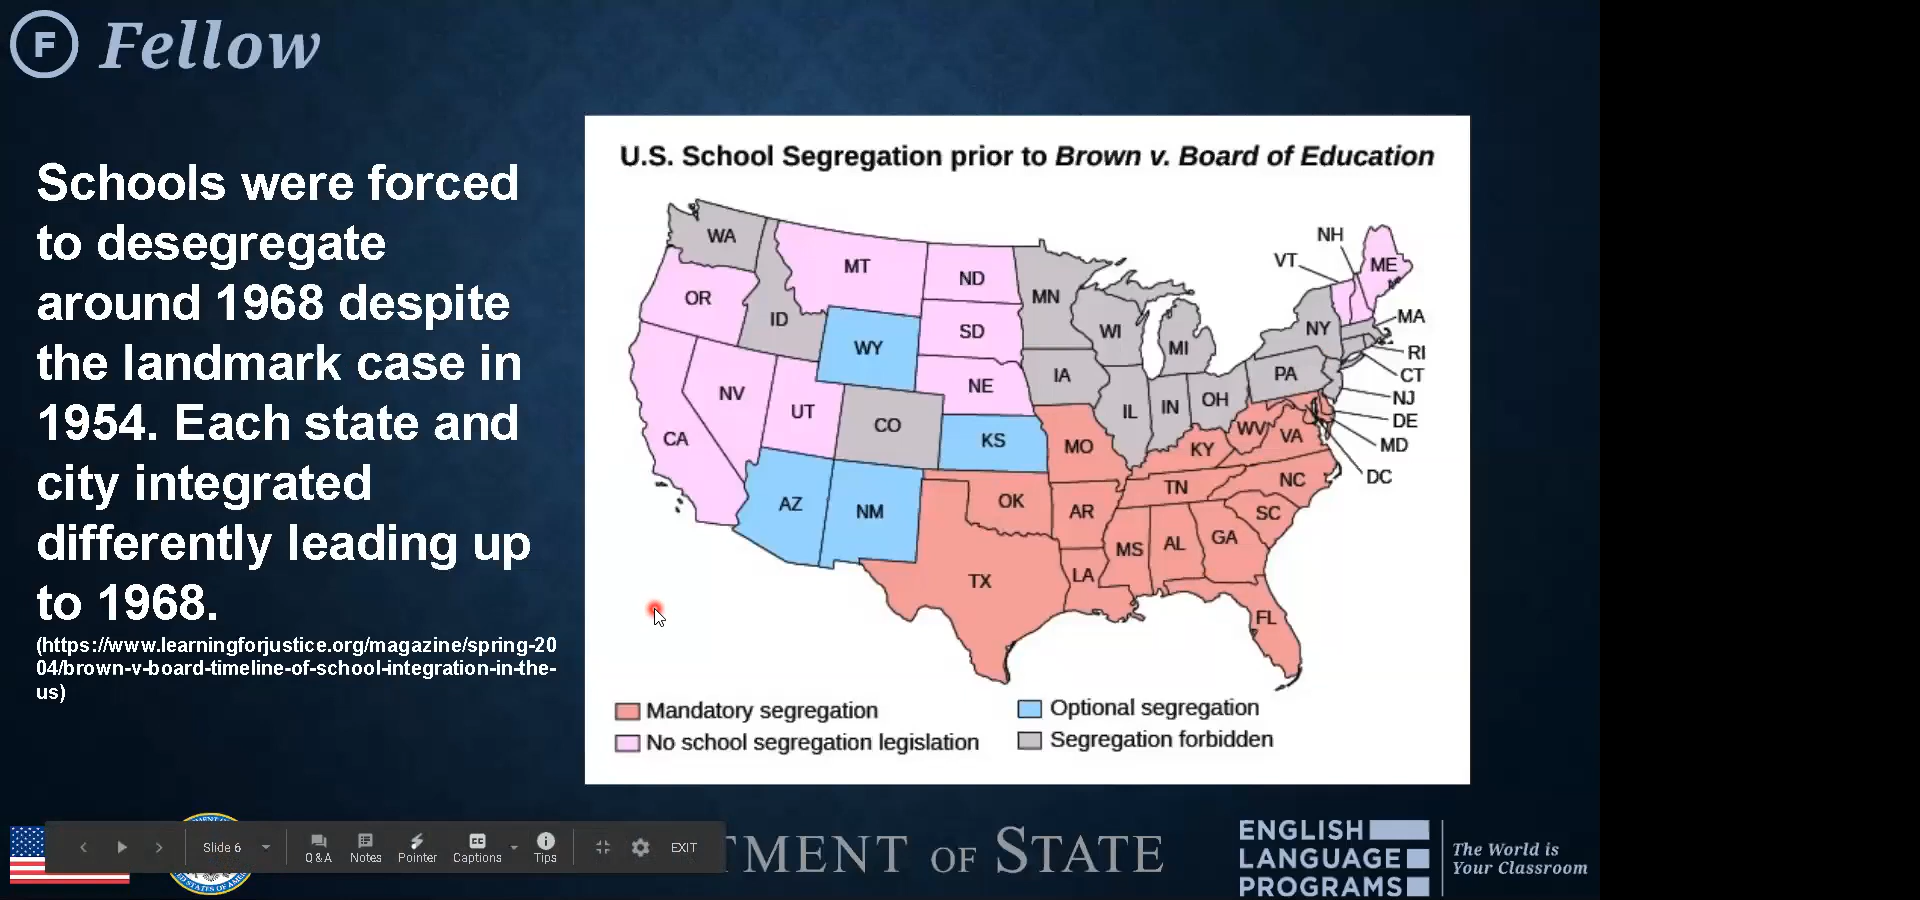 F Fellow
Schools were forced
to desegregate
around 1968 despite
the landmark case in
1954. Each state and
city integrated
differently leading up
to 1968.
(https://www.learningforjustice.org/magazine/spring-20
04/brown-v-board-timeline-of-school-integration-in-the-
us)
U.S. School Segregation prior to Brown v. Board of Education
WA
MT
ND
MN
OR
ID
SD
WI
MI
NY
NH
VT
ME
MA
RI
CT
NJ
DE
MD
DC
WY
NE
IA
PA
NV
UT
CO
IL
IN
OH
CA
KS
MO
KY
WV
VA
AZ
NM
OK
AR
TN
NC
SC
TX
LA
MS
AL
GA
FL
Mandatory segregation
Optional segregation
No school segregation legislation
Segregation forbidden
Slide 6
Q&A
Notes
Pointer
CC
Captions
Tips
EXIT
TMENT OF STATE
ENGLISH
LANGUAGE
PROGRAMS
The World is
Your Classroom